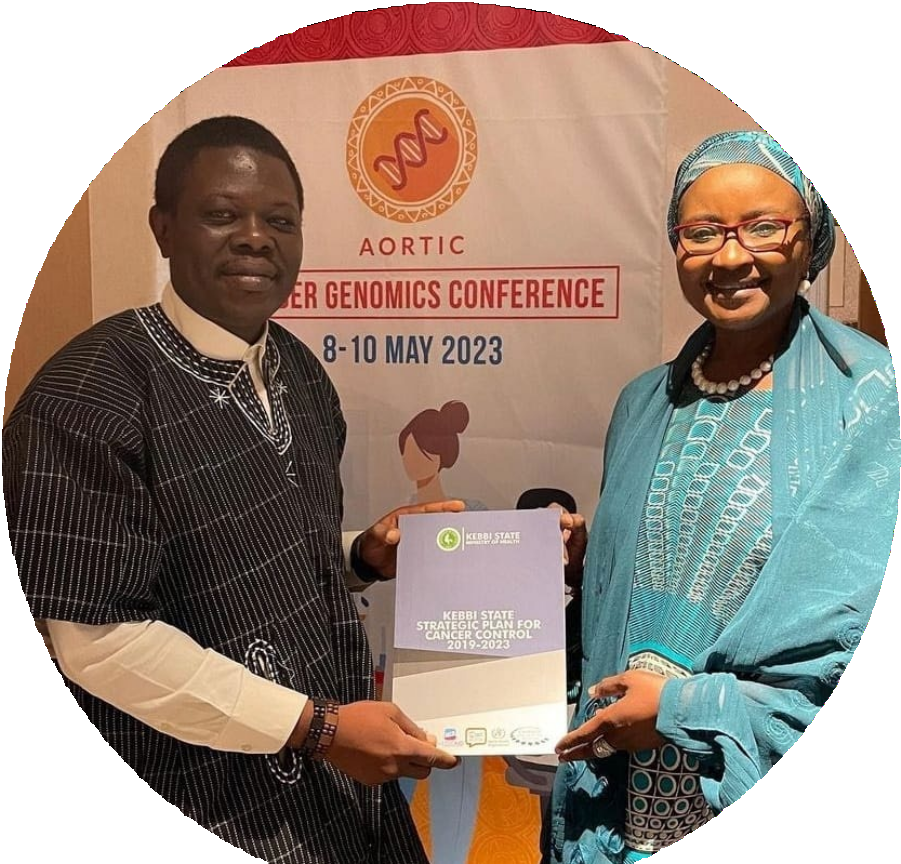 AORTIC
GENOMICS CONFERENCE
8-10 MAY 2023
KEBBI STATE
MINISTRY OF HEALTH
KEBBI STATE
STRATEGIC PLAN FOR
CANCER CONTROL
2019-2023